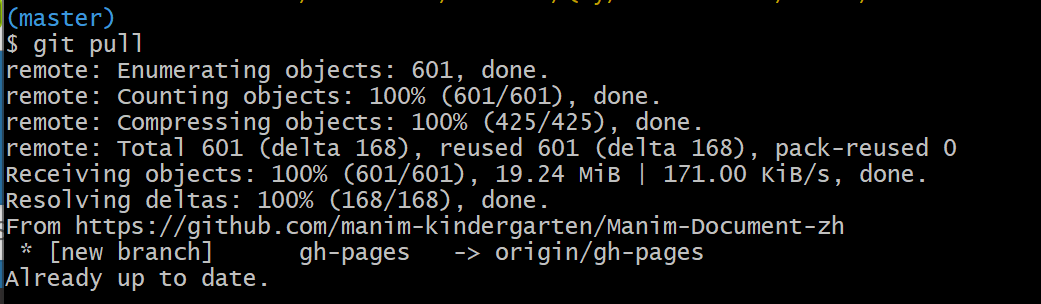 (master)
$ git pull
remote: Enumerating objects: 601, done.
remote: Counting objects: 100% (601/601), done.
remote: Compressing objects: 100% (425/425), done.
remote: Total 601 (delta 168), reused 601 (delta 168), pack-reused 0
Receiving objects: 100% (601/601), 19.24 MiB | 171.00 KiB/s, done.
Resolving deltas: 100% (168/168), done.
From https://github.com/manim-kindergarten/Manim-Document-zh
 * [new branch]      gh-pages   -> origin/gh-pages
Already up to date.